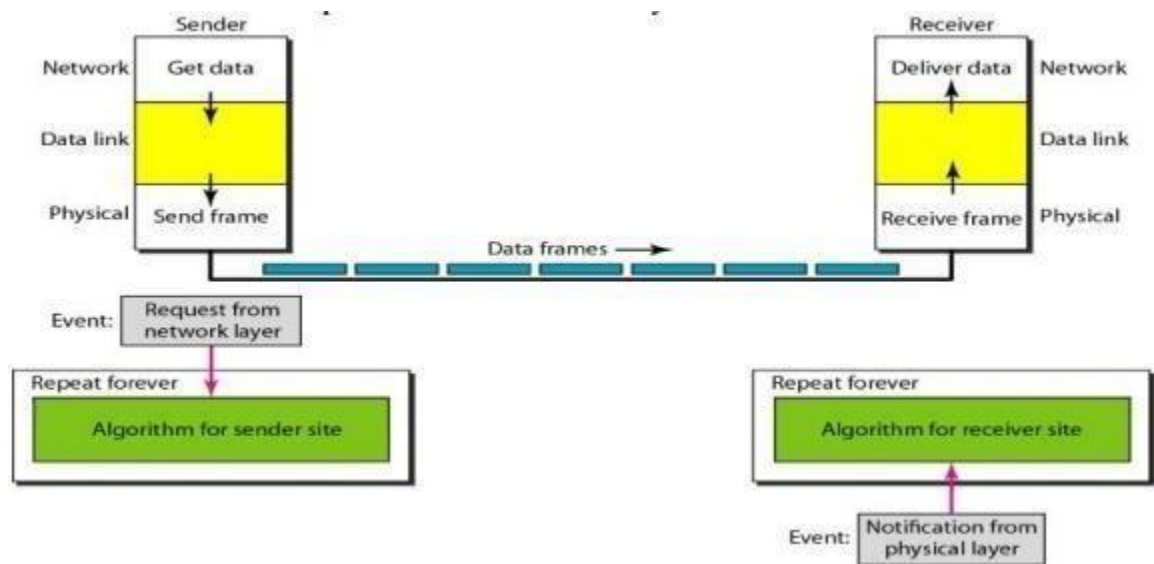 Sender
Receiver
Network
Get data
Deliver data
Network
Data link
Data link
Physical
Send frame
Receive frame
Physical
Data frames
Event:
Request from
network layer
Repeat forever
Algorithm for sender site
Repeat forever
Algorithm for receiver site
Event:
Notification from
physical layer